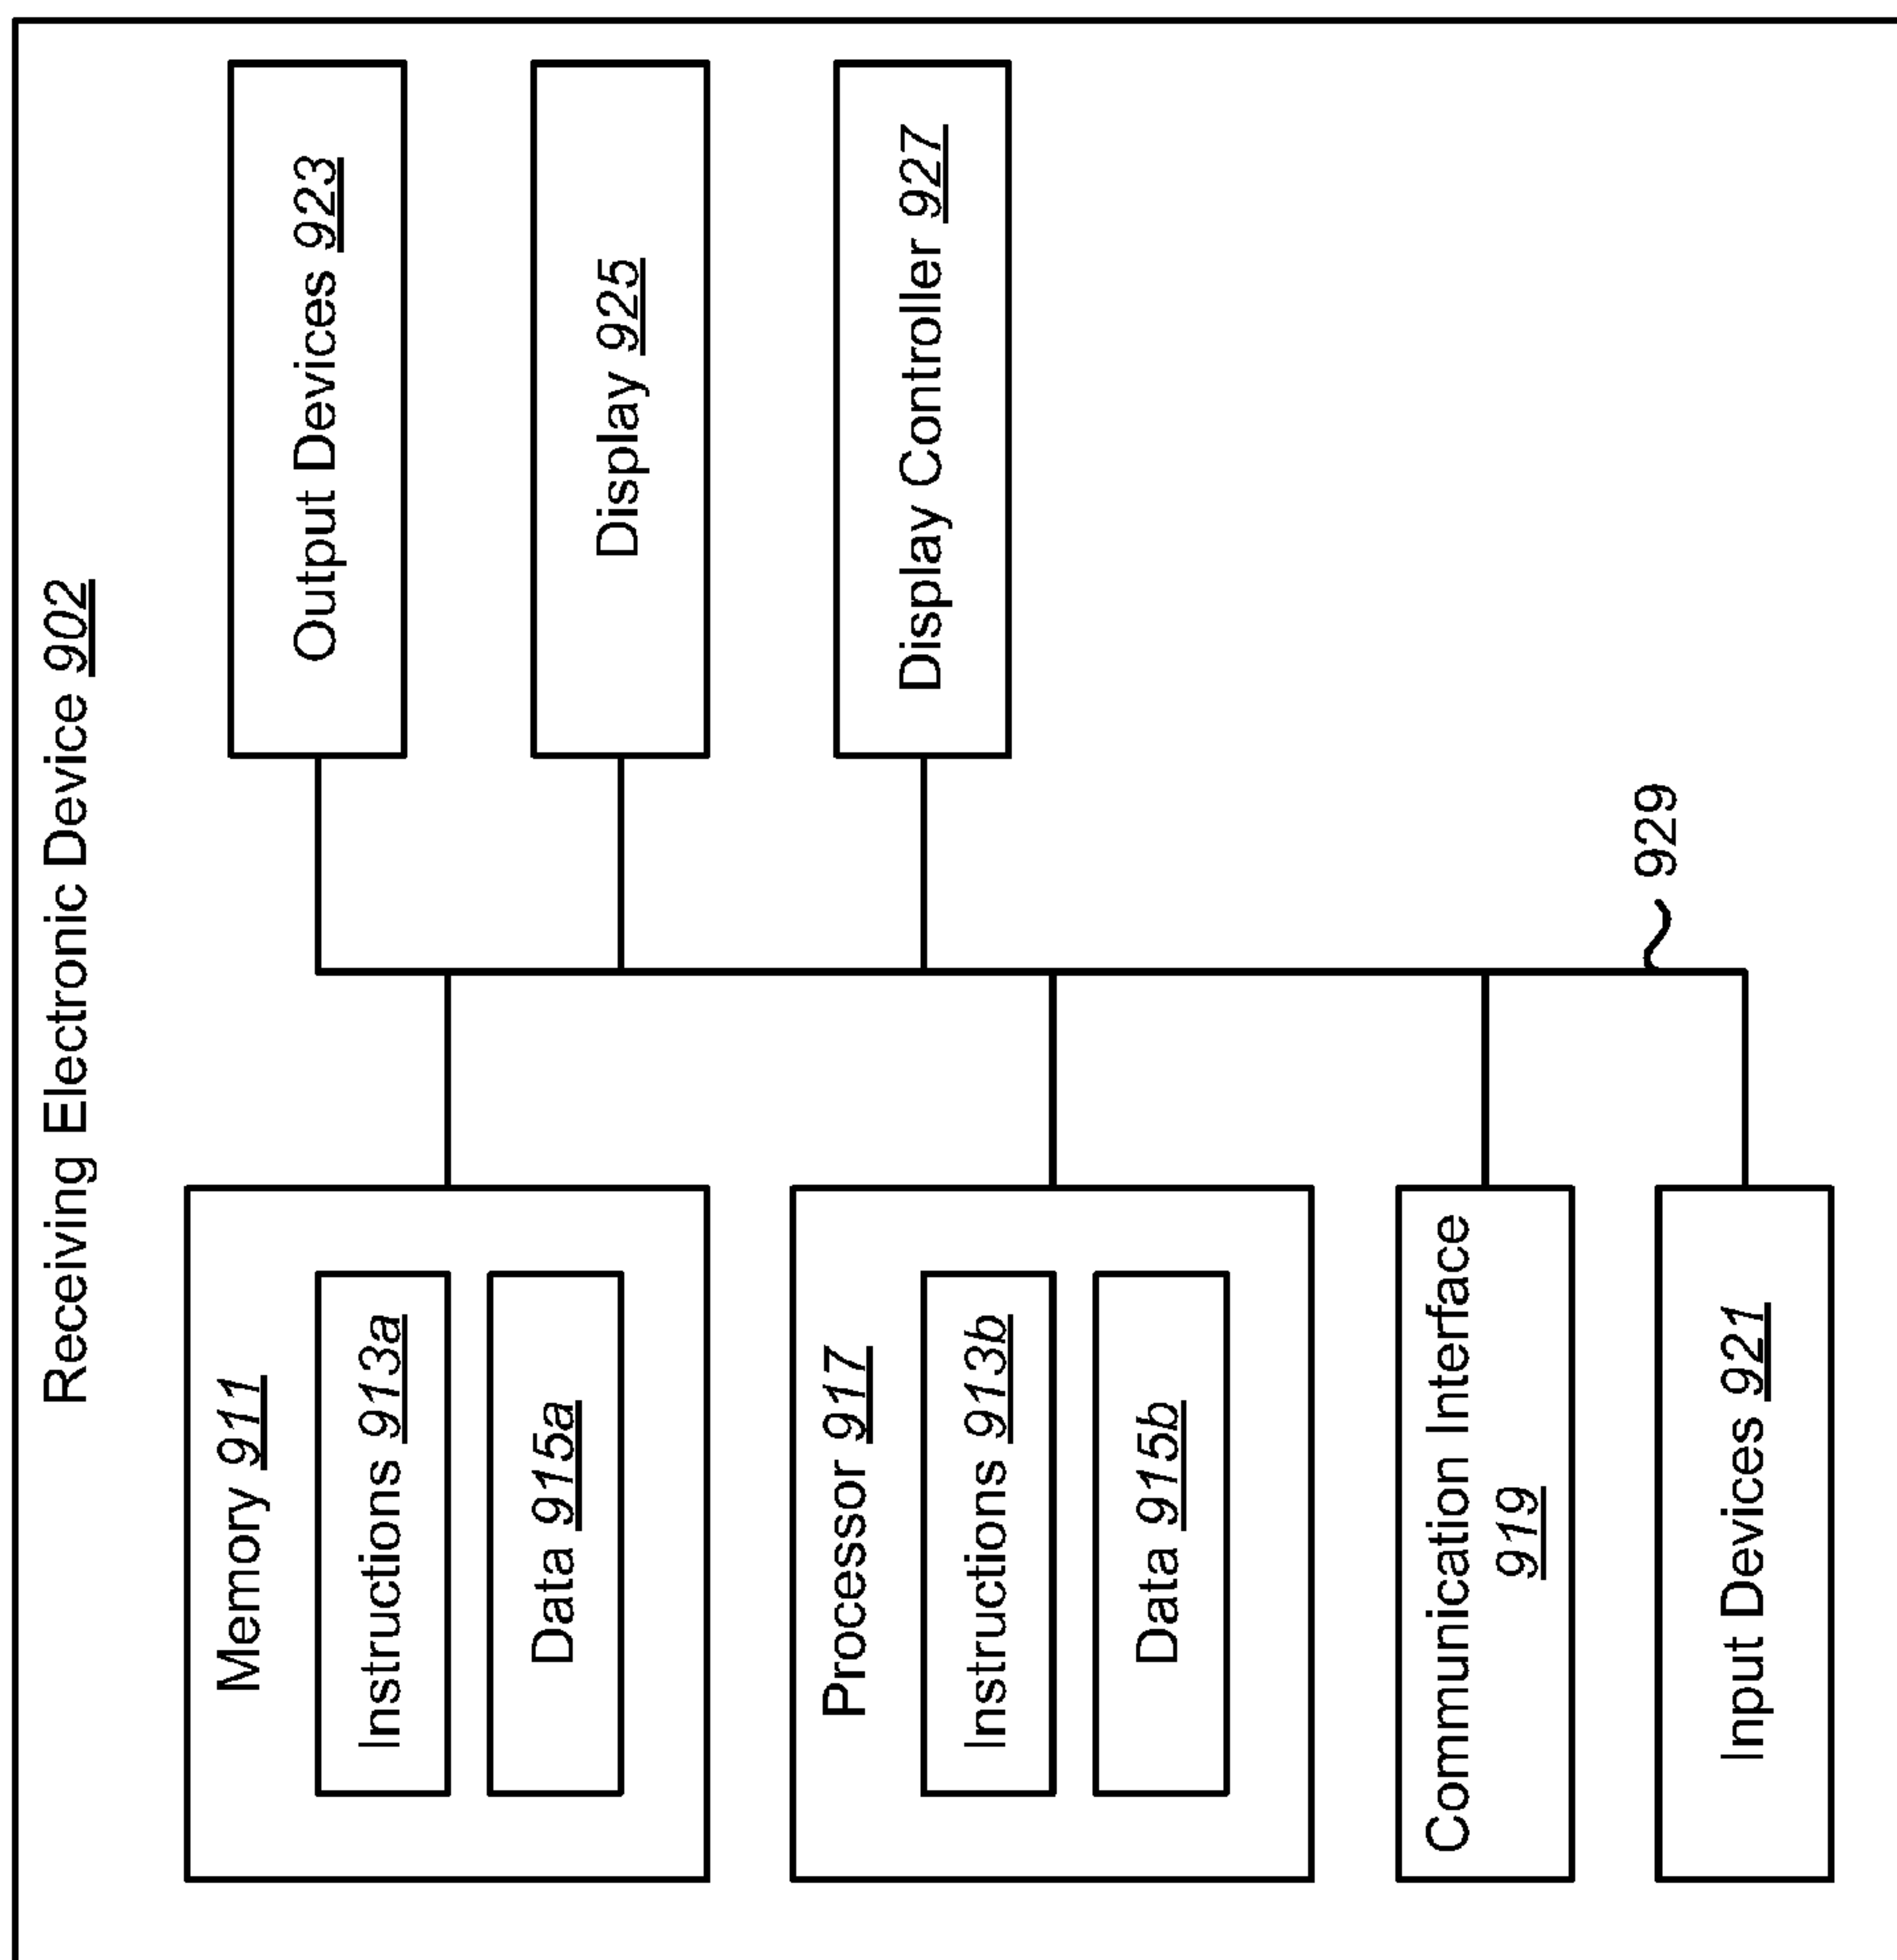 Receiving Electronic Device 902
Memory 911
Instructions 913a
Data 915a
Processor 917
Instructions 913b
Data 915b
Communication Interface
919
Input Devices 921
Output Devices 923
Display 925
Display Controller 927
929